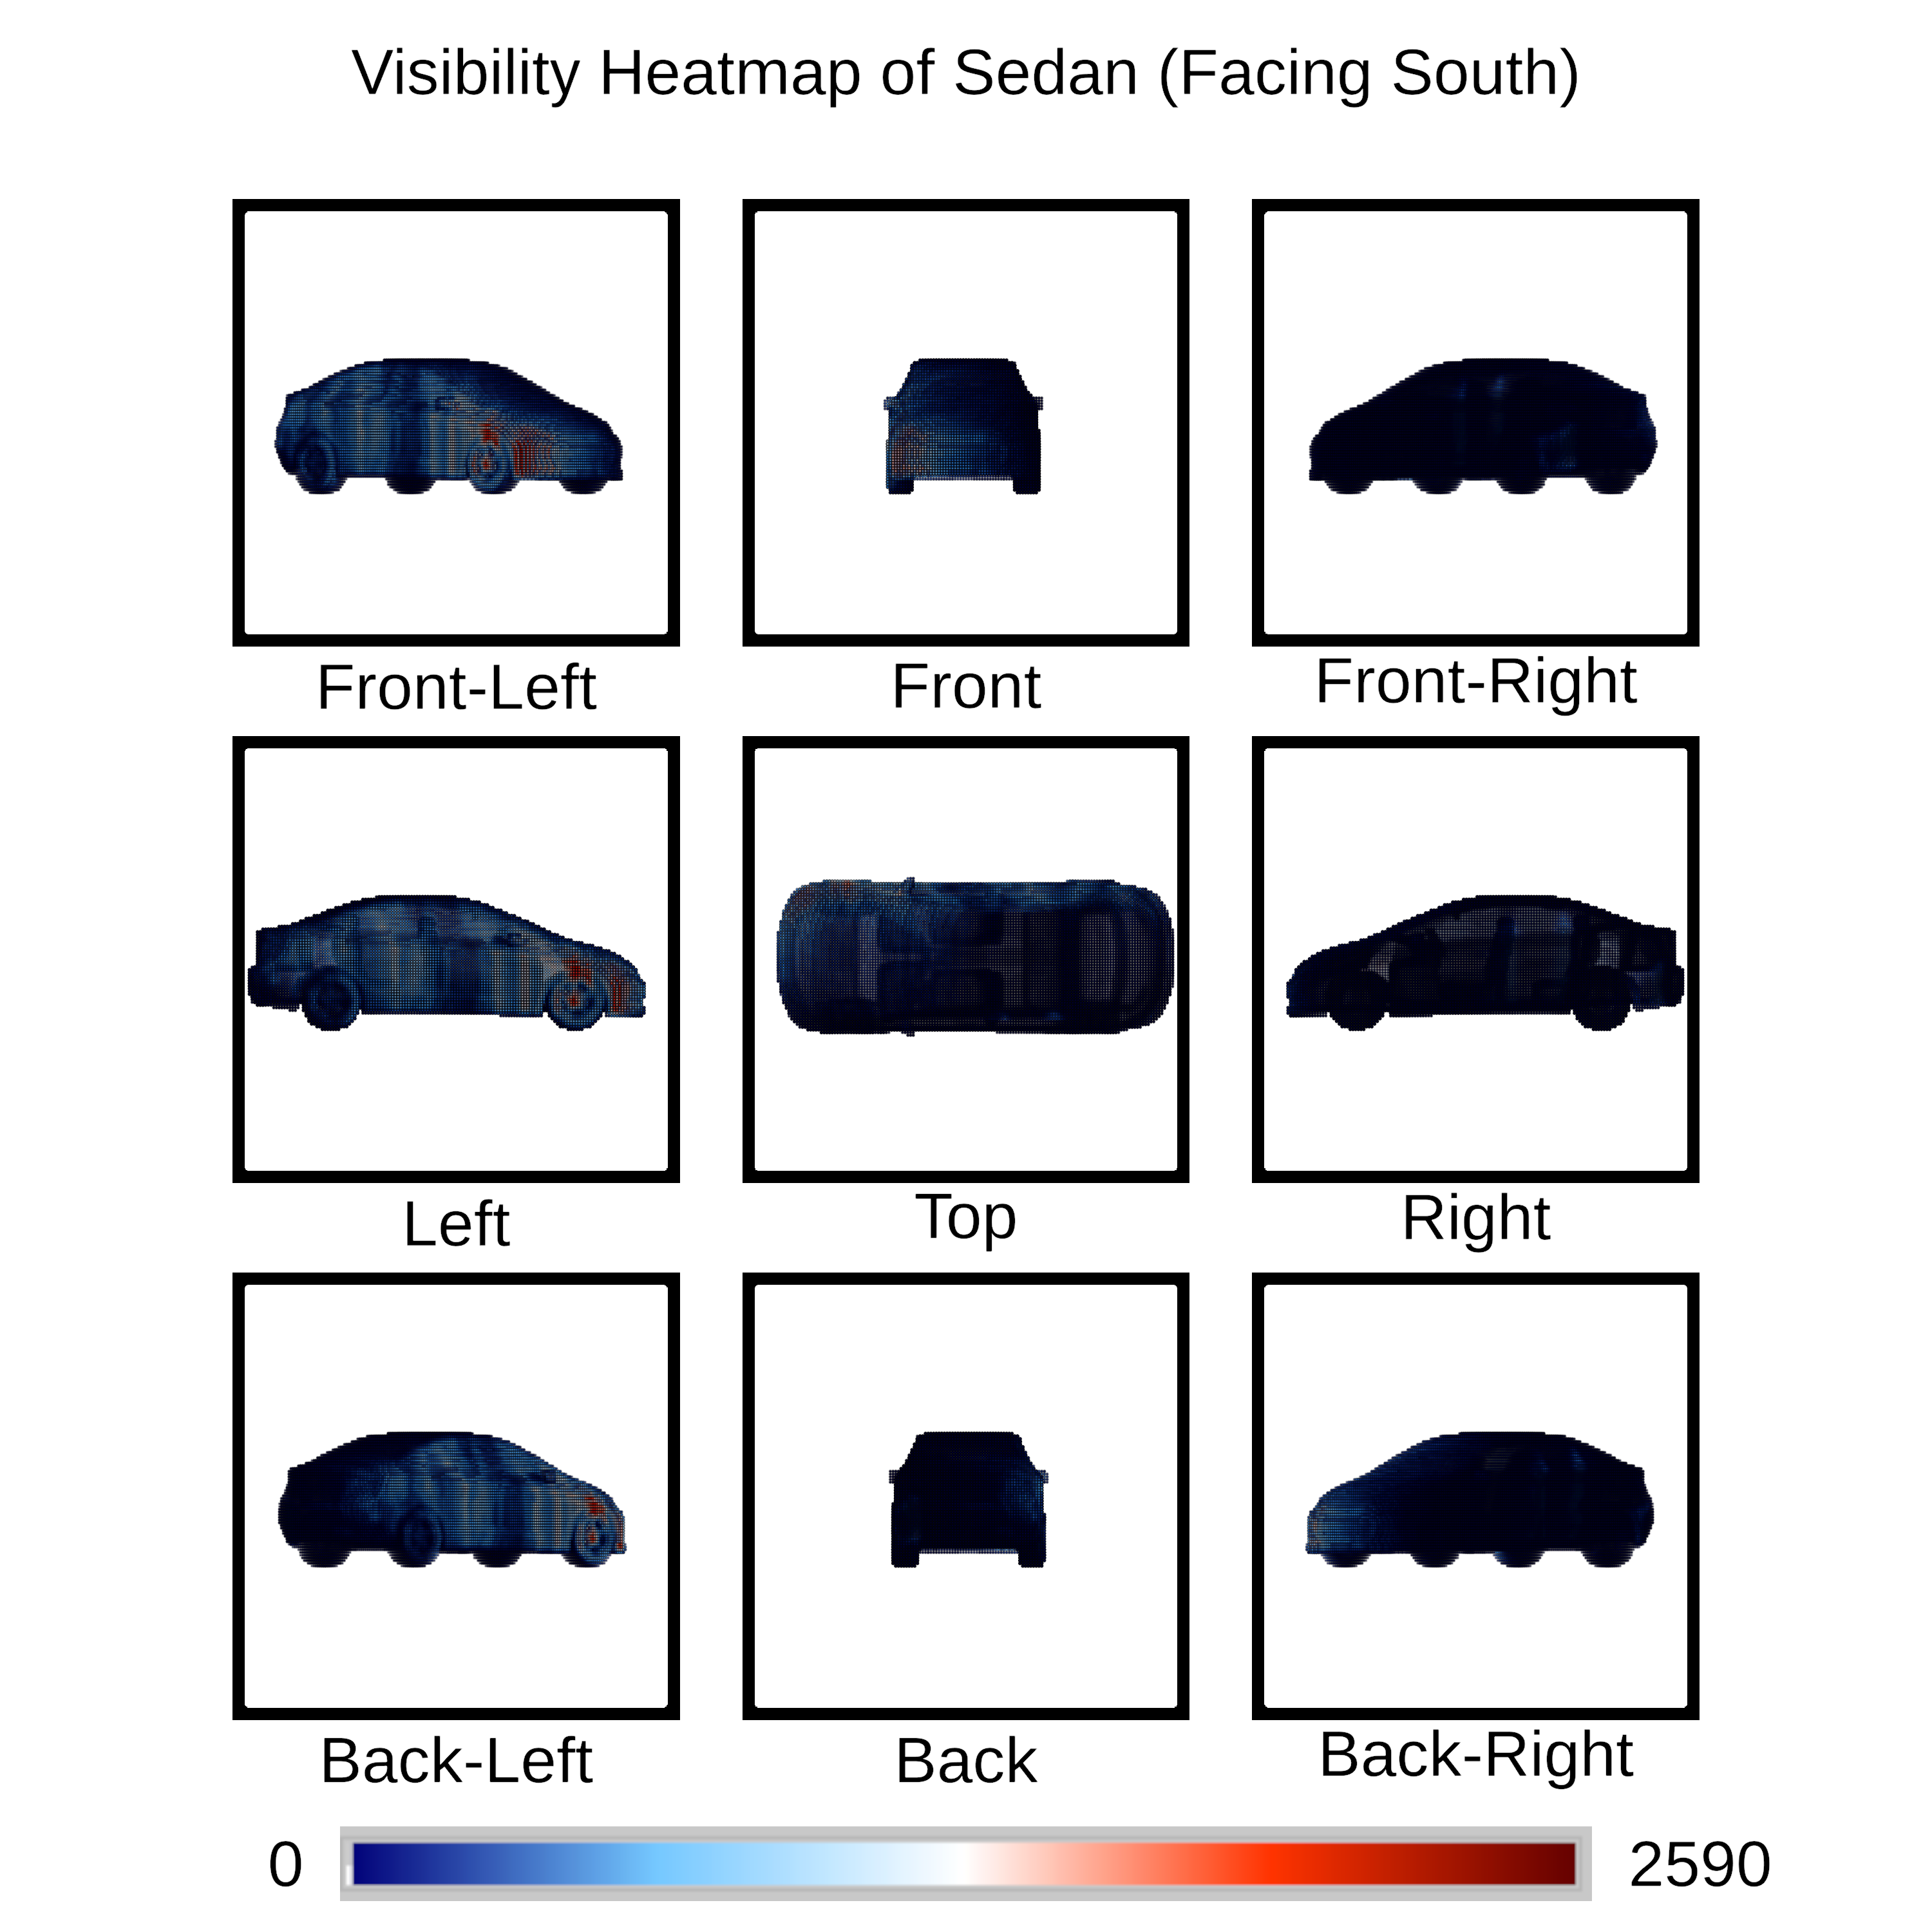 Visibility Heatmap of Sedan (Facing South)
Front-Left
Front
Front-Right
Left
Top
Right
Back-Left
Back
Back-Right
0
2590